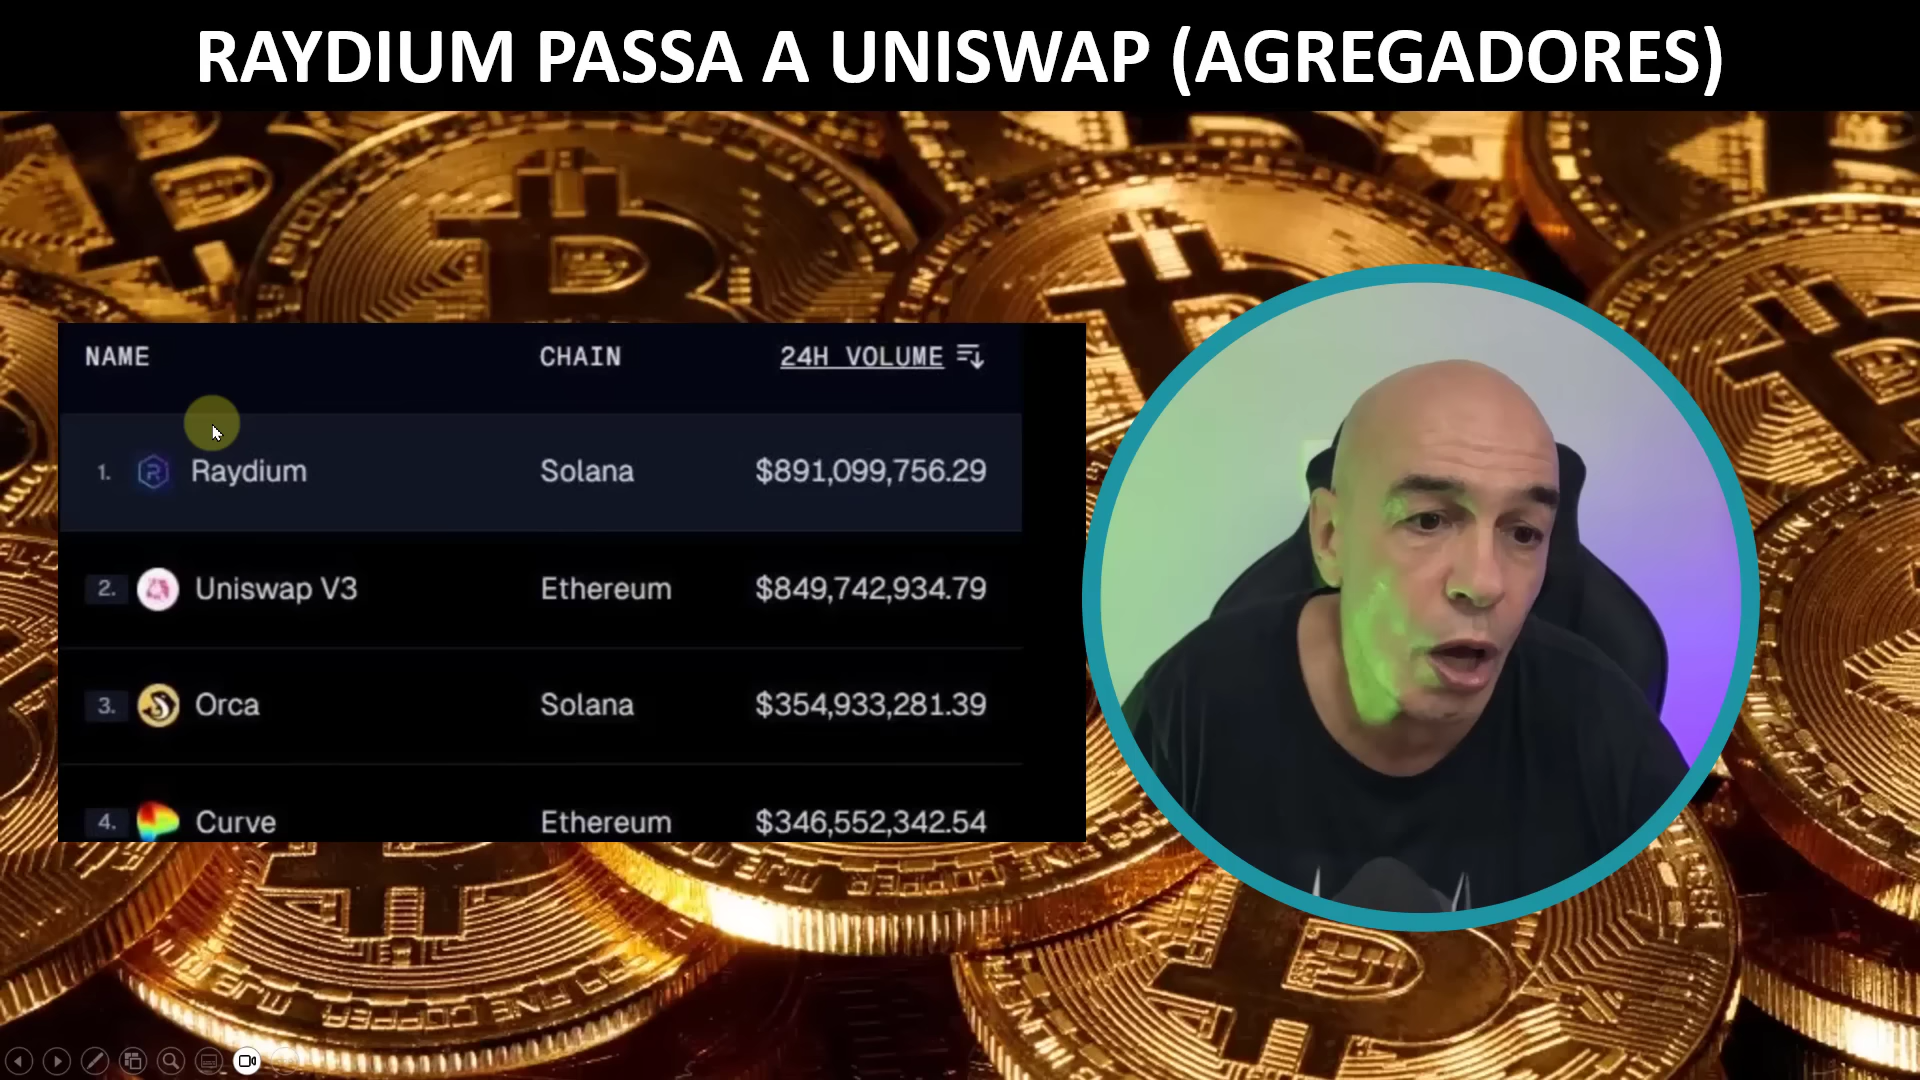 RAYDIUM PASSA A UNISWAP (AGREGADORES)
NAME CHAIN 24H VOLUME
1. Raydium Solana $891,099,756.29
2. Uniswap V3 Ethereum $849,742,934.79
3. Orca Solana $354,933,281.39
4. Curve Ethereum $346,552,342.54